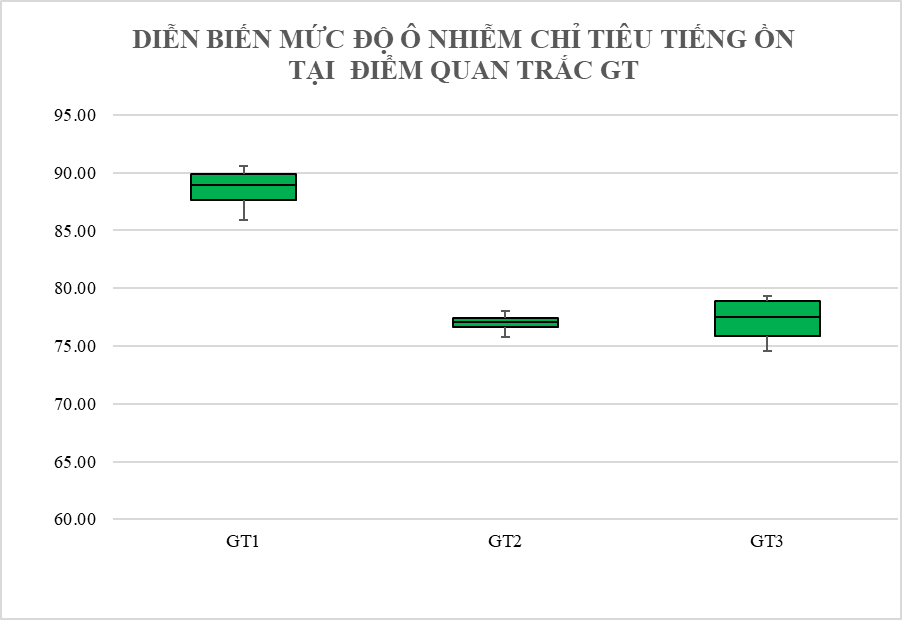 DIỄN BIẾN MỨC ĐỘ Ô NHIỄM CHỈ TIÊU TIẾNG ỒN
TẠI  ĐIỂM QUAN TRẮC GT
95.00
90.00
85.00
80.00
75.00
70.00
65.00
60.00
GT1 GT2 GT3